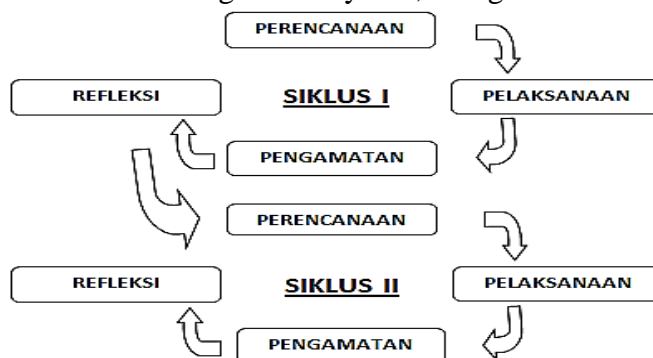 PERENCANAAN
REFLEKSI
SIKLUS I
PELAKSANAAN
PENGAMATAN
PERENCANAAN
REFLEKSI
SIKLUS II
PELAKSANAAN
PENGAMATAN